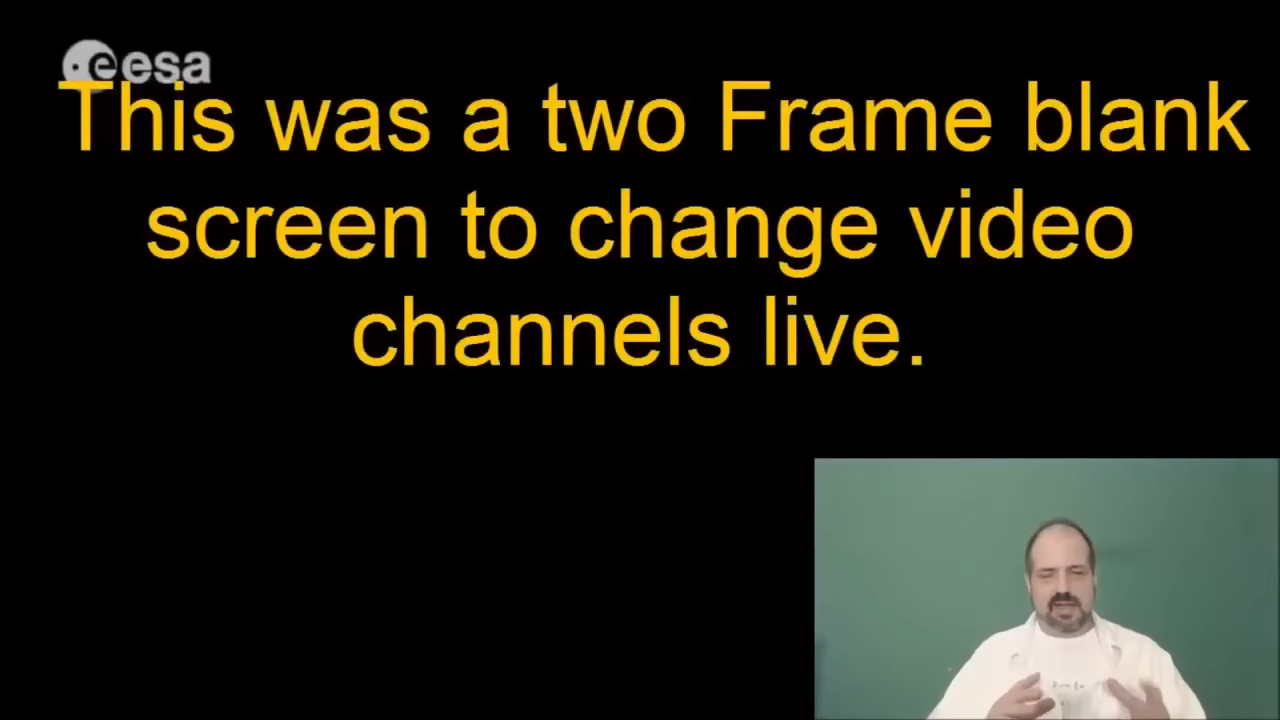 esa
This was a two Frame blank
screen to change video
channels live.